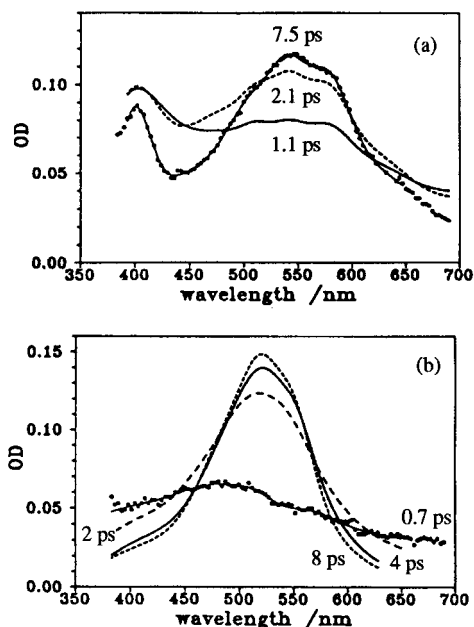 (a)
7.5 ps
2.1 ps
1.1 ps
OD
0.10
0.05
0.00
350 400 450 500 550 600 650 700
wavelength /nm
(b)
0.15
0.10
0.05
0.00
OD
2 ps
0.7 ps
8 ps
4 ps
350 400 450 500 550 600 650 700
wavelength /nm